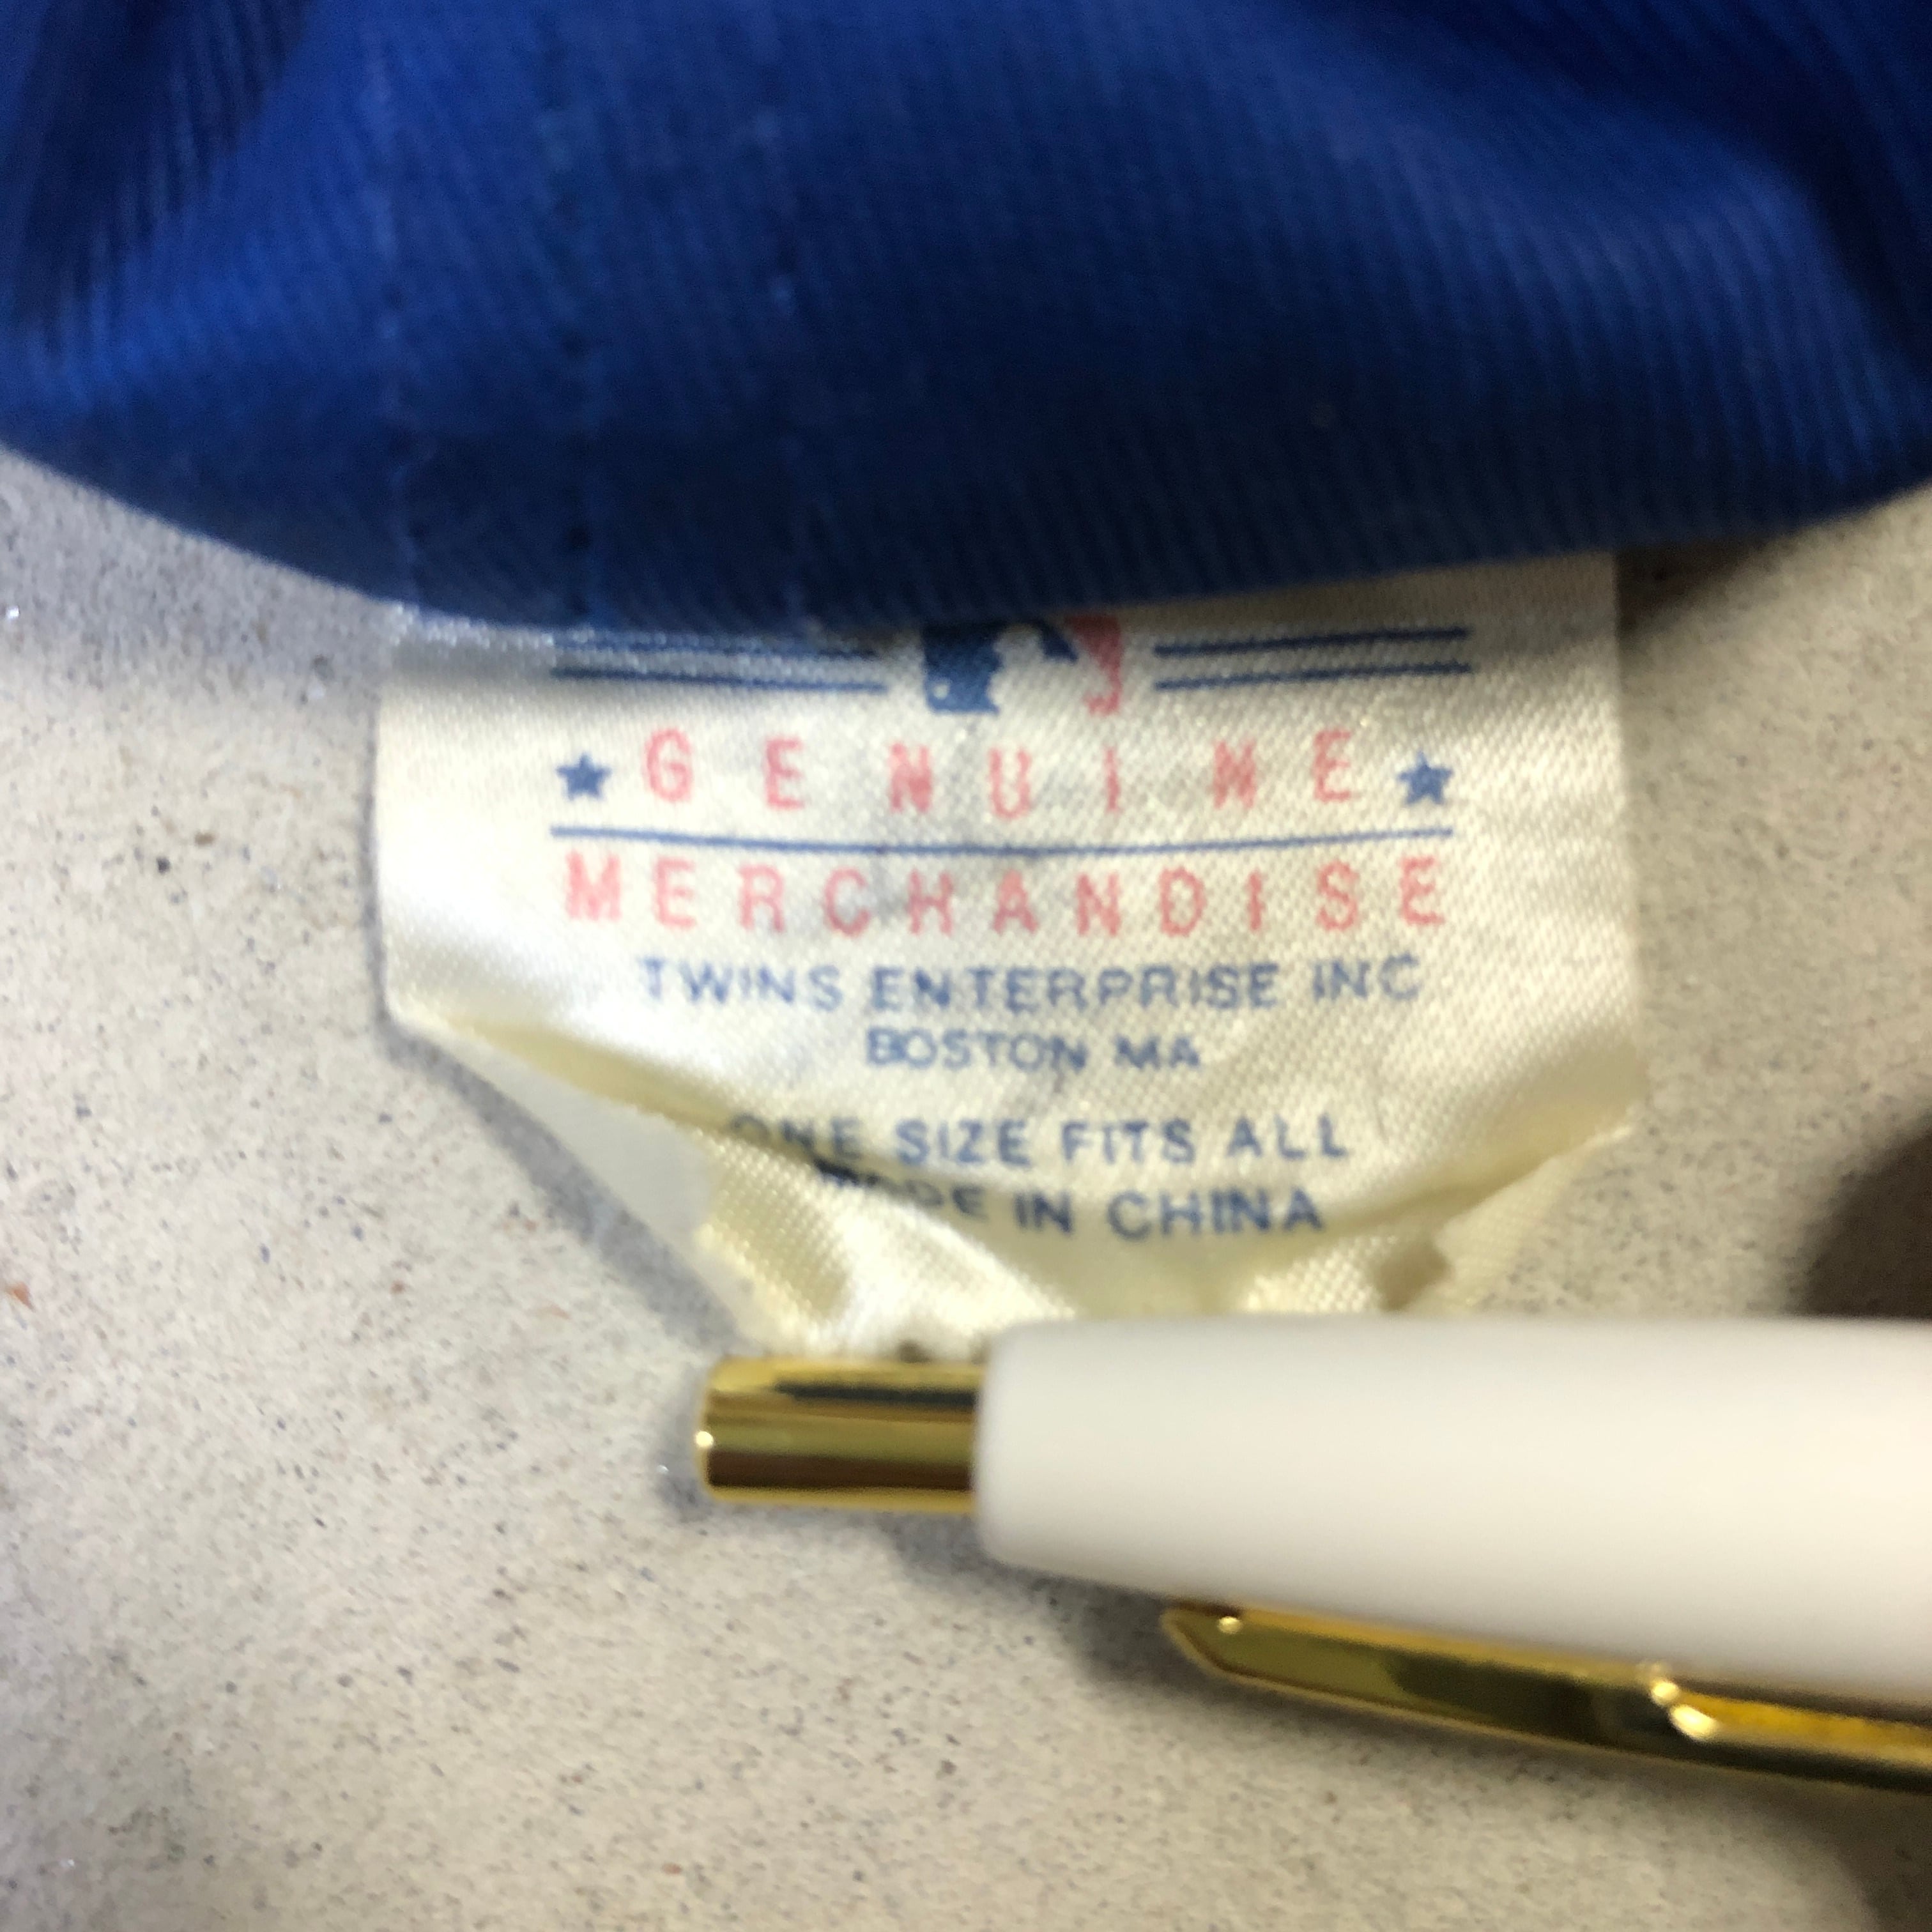 GENUINE
MERCHANDISE
TWINS ENTERPRISE INC
BOSTON MA
ONE SIZE FITS ALL
MADE IN CHINA